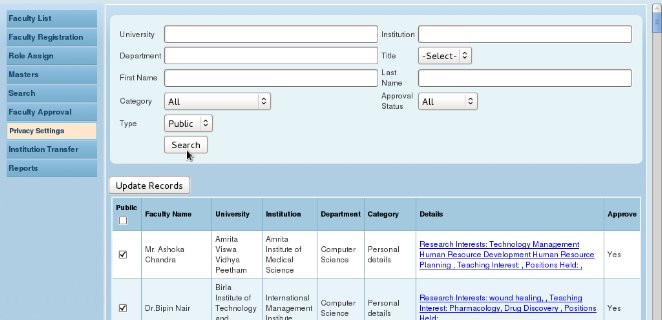 Faculty List
Faculty Registration
Role Assign
Masters
Search
Faculty Approval
Privacy Settings
Institution Transfer
Reports
University
Institution
Department
Title
-Select-
First Name
Last
Name
Category
All
Approval
Status
All
Type
Public
Search
Update Records
Public
Faculty Name
University
Institution
Department
Category
Details
Approve
Mr. Ashoka
Chandra
Amrita
Viswa
Vidhya
Peetham
Amrita
Institute of
Medical
Science
Computer
Science
Personal
details
Research Interests: Technology Management
Human Resource Development Human Resource
Planning , Teaching Interest: , Positions Held: ,
Yes
Dr.Bipin Nair
Birla
Institute of
Technology
and
International
Management
Institute
Computer
Science
Personal
details
Research Interests: wound healing, , Teaching
Interest: Pharmacology, Drug Discovery , Positions
Held:
Yes